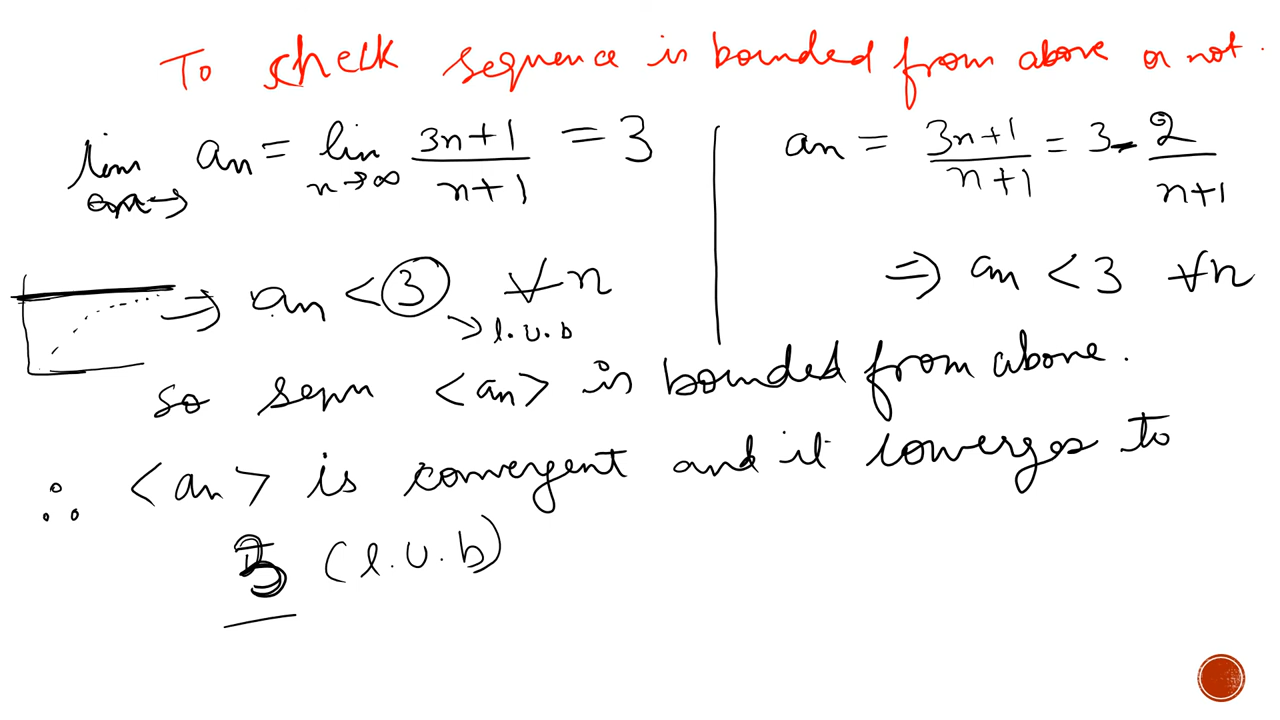 To check sequence is bounded from above or not.
lim an = lim n→∞ 3n+1 / n+1 = 3
an = 3n+1 / n+1 = 3 - 2 / n+1
⇒ an < 3 ∀n
→ l.u.b
⇒ an < 3 ∀n
so seqn <an> is bounded from above.
∴ <an> is convergent and it converges to
3 (l.u.b)